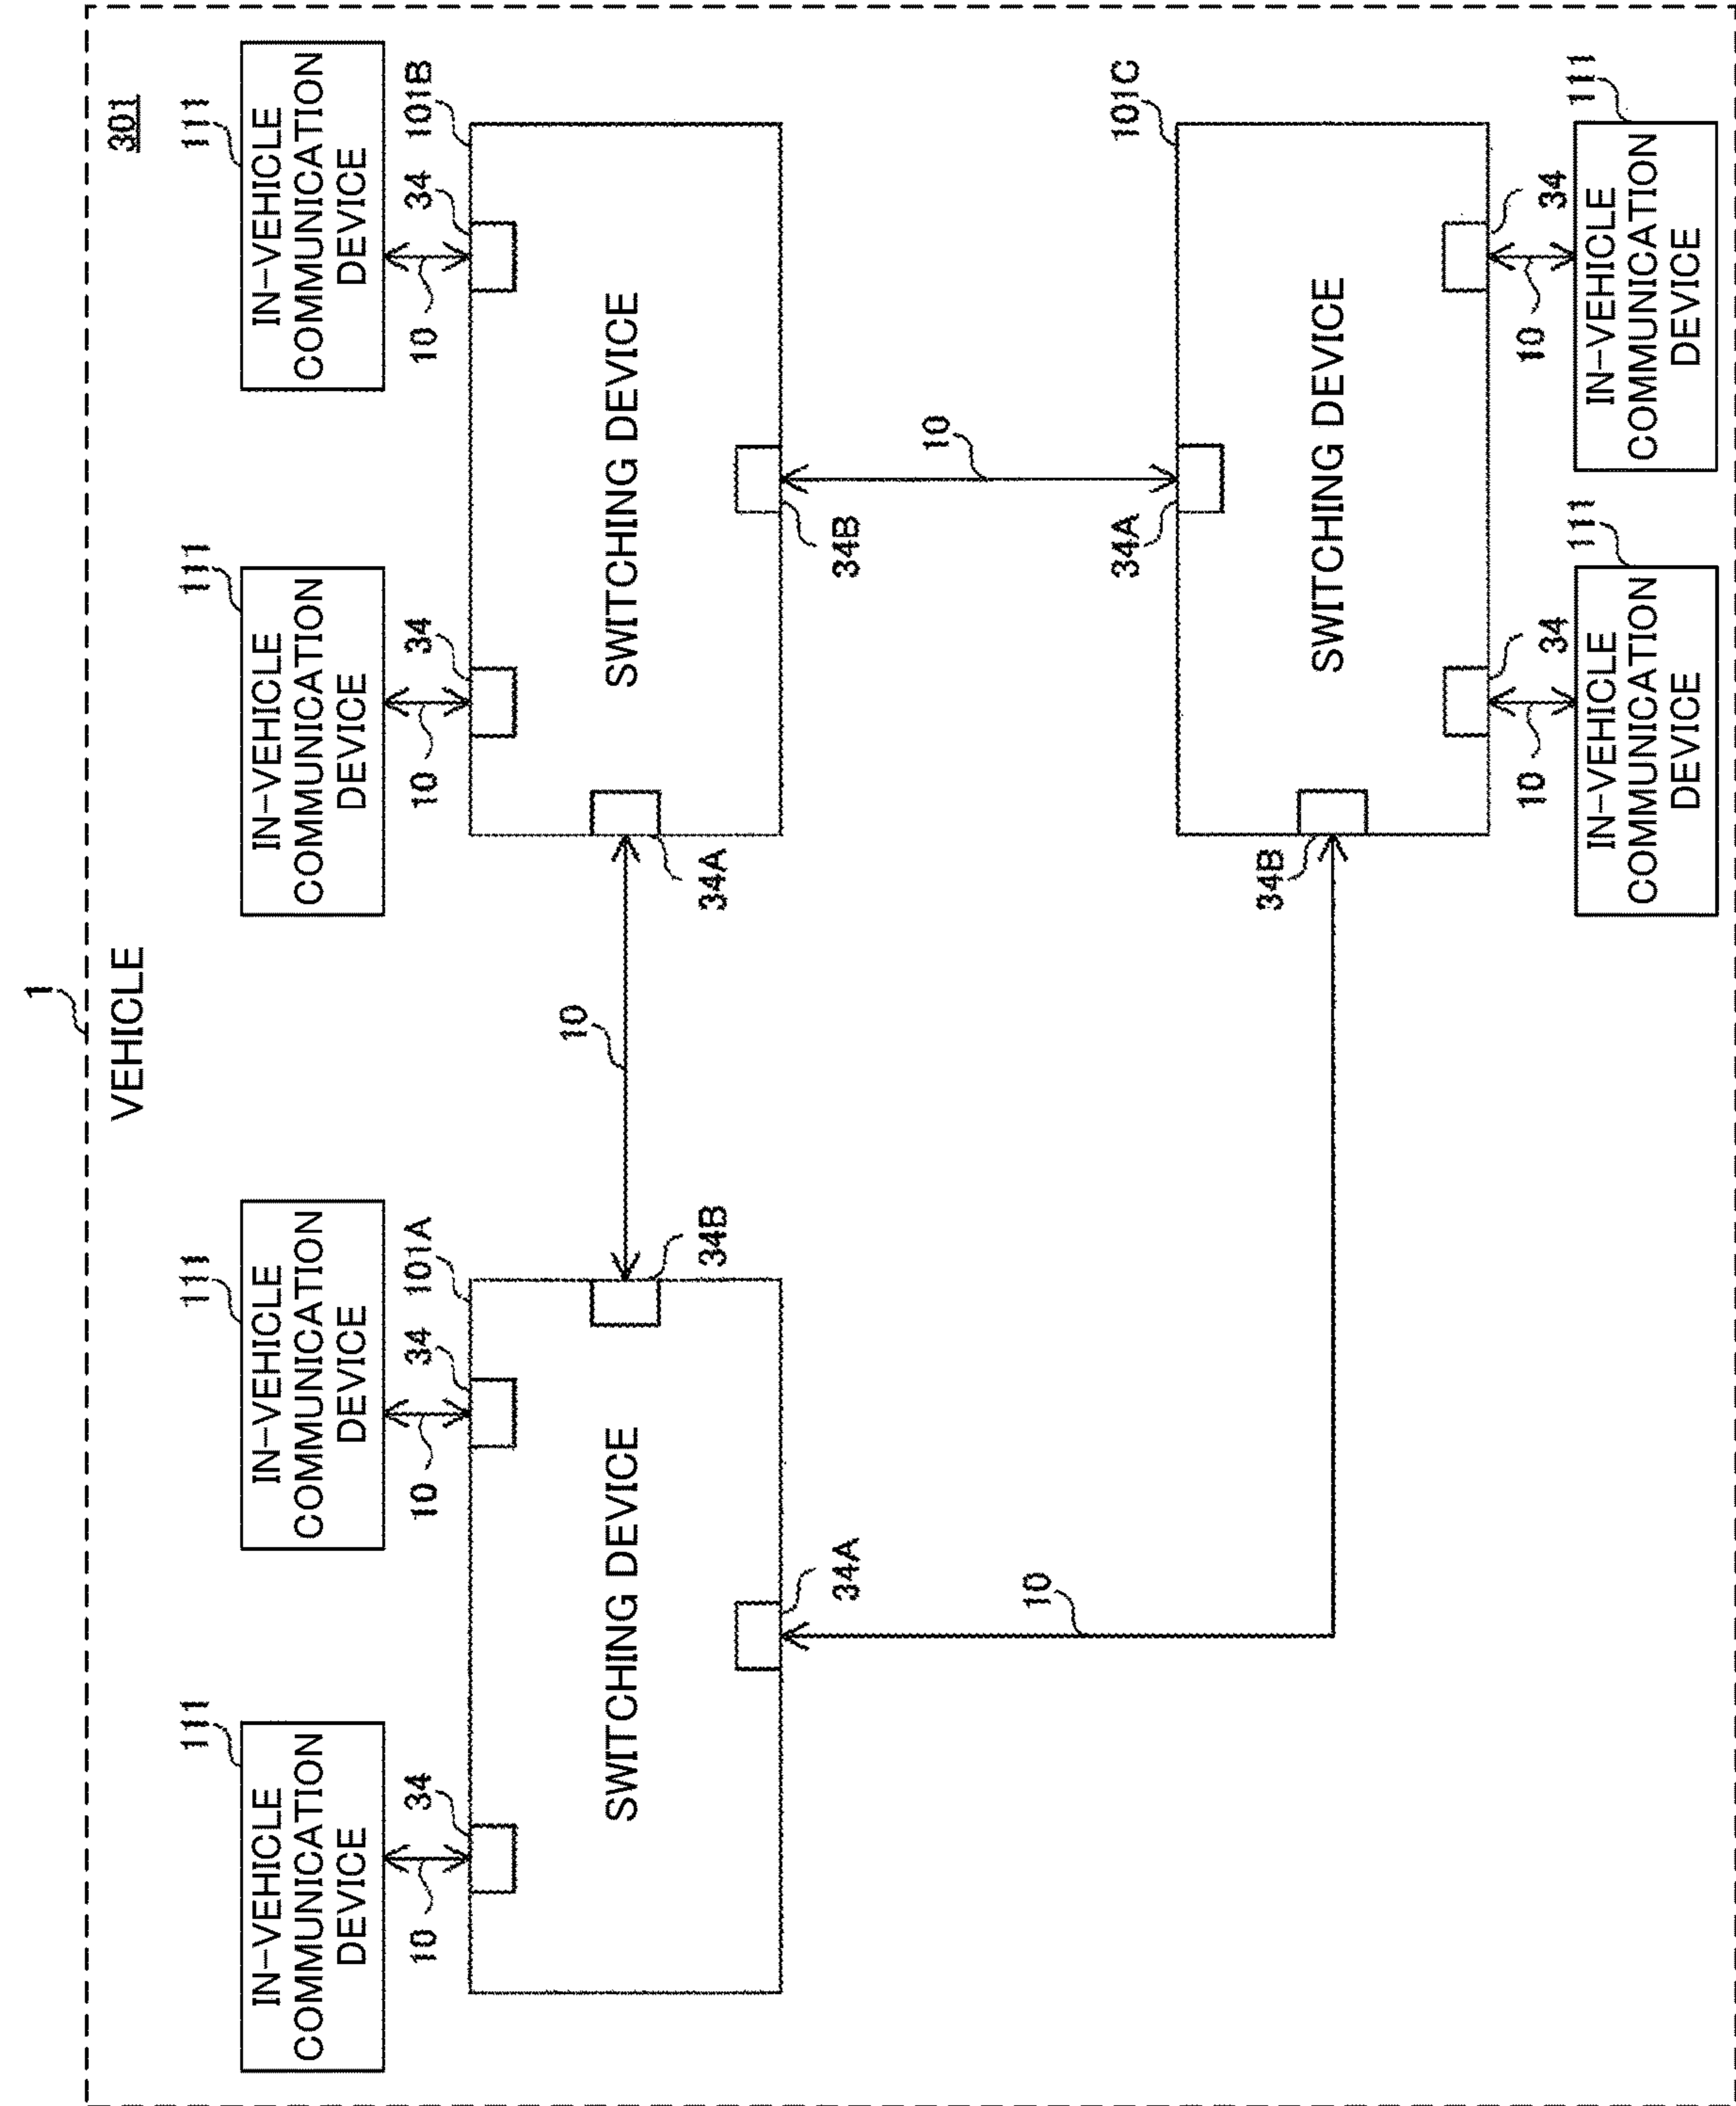 1
VEHICLE
301
111
111
111
111
IN-VEHICLE
COMMUNICATION
DEVICE
IN-VEHICLE
COMMUNICATION
DEVICE
IN-VEHICLE
COMMUNICATION
DEVICE
IN-VEHICLE
COMMUNICATION
DEVICE
10
34
10
34
101A
10
34
10
34
101B
10
SWITCHING DEVICE
SWITCHING DEVICE
34B
34A
34A
34B
10
10
34A
101C
34B
SWITCHING DEVICE
10
34
10
34
111
111
IN-VEHICLE
COMMUNICATION
DEVICE
IN-VEHICLE
COMMUNICATION
DEVICE